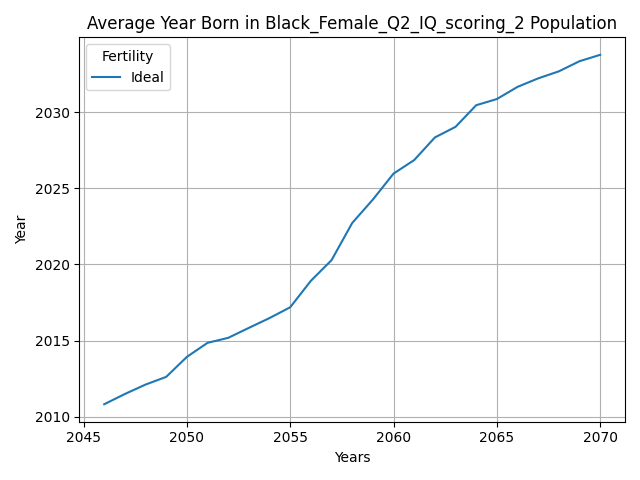 Average Year Born in Black_Female_Q2_IQ_scoring_2 Population
Fertility
Ideal
2030
2025
2020
2015
2010
Year
2045 2050 2055 2060 2065 2070
Years